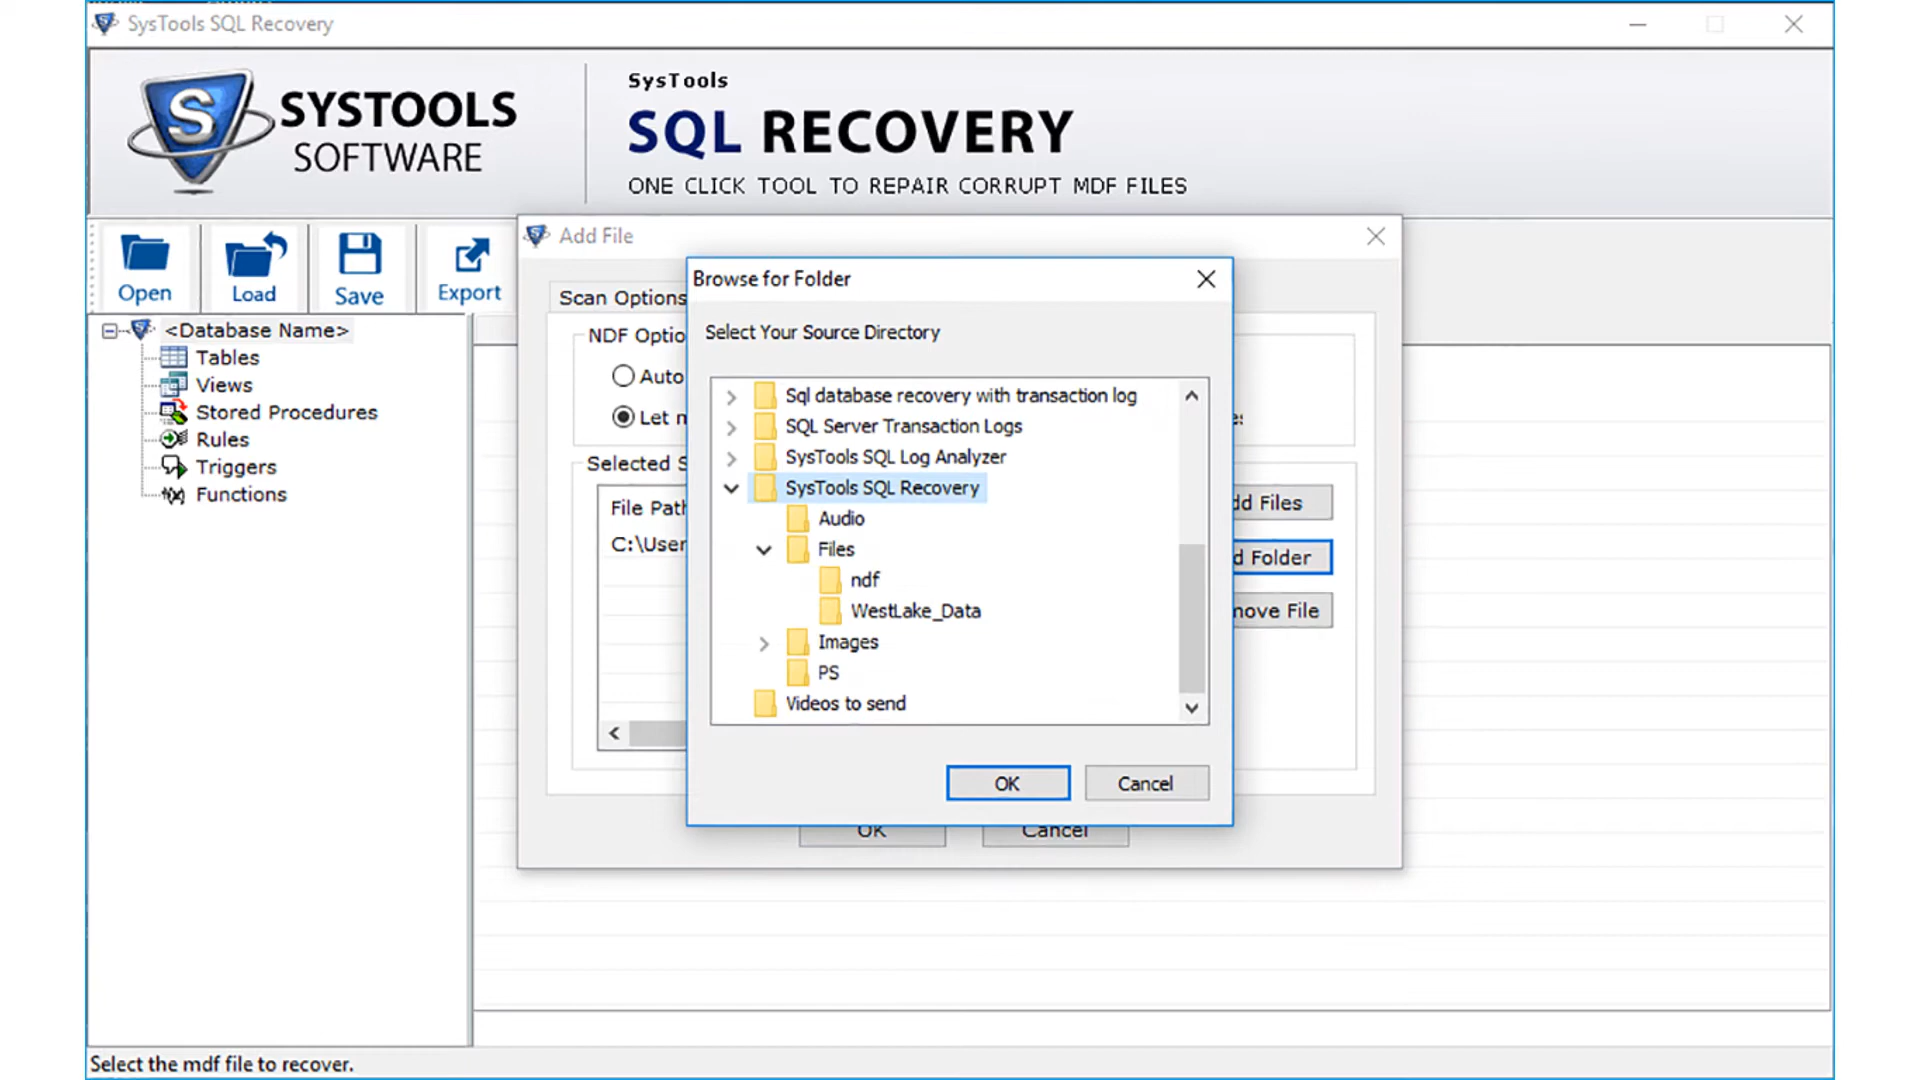 SysTools SQL Recovery
SYSTOOLS
SOFTWARE
SysTools
SQL RECOVERY
ONE CLICK TOOL TO REPAIR CORRUPT MDF FILES
Open
Load
Save
Export
<Database Name>
Tables
Views
Stored Procedures
Rules
Triggers
Functions
Add File
Scan Options
NDF Optio
Auto
Let m
Selected S
File Path
C:\User
dd Files
d Folder
move File
OK
Cancel
Browse for Folder
Select Your Source Directory
Sql database recovery with transaction log
SQL Server Transaction Logs
SysTools SQL Log Analyzer
SysTools SQL Recovery
Audio
Files
ndf
WestLake_Data
Images
PS
Videos to send
OK
Cancel
Select the mdf file to recover.